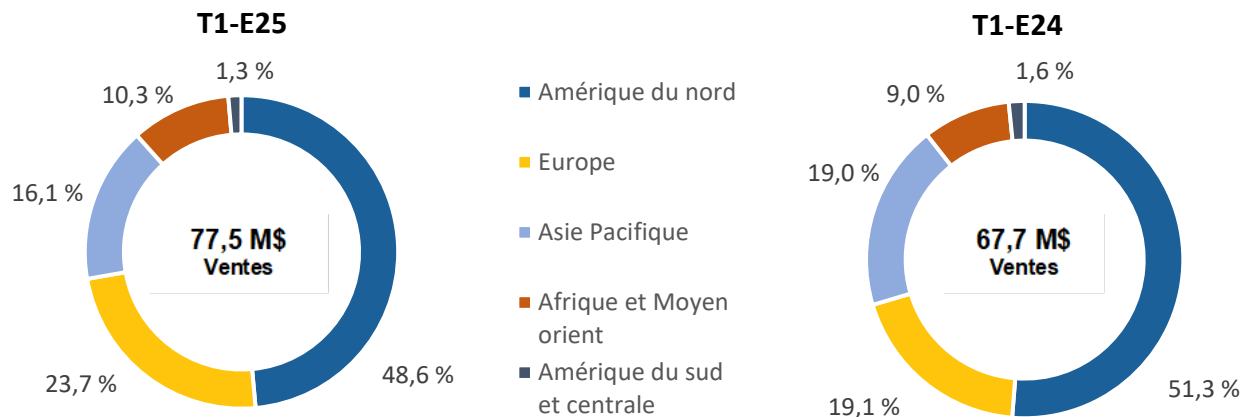 T1-E25
1,3 %
10,3 %
16,1 %
77,5 M$
Ventes
23,7 %
48,6 %
Amérique du nord
Europe
Asie Pacifique
Afrique et Moyen
orient
Amérique du sud
et centrale
T1-E24
1,6 %
9,0 %
19,0 %
67,7 M$
Ventes
19,1 %
51,3 %